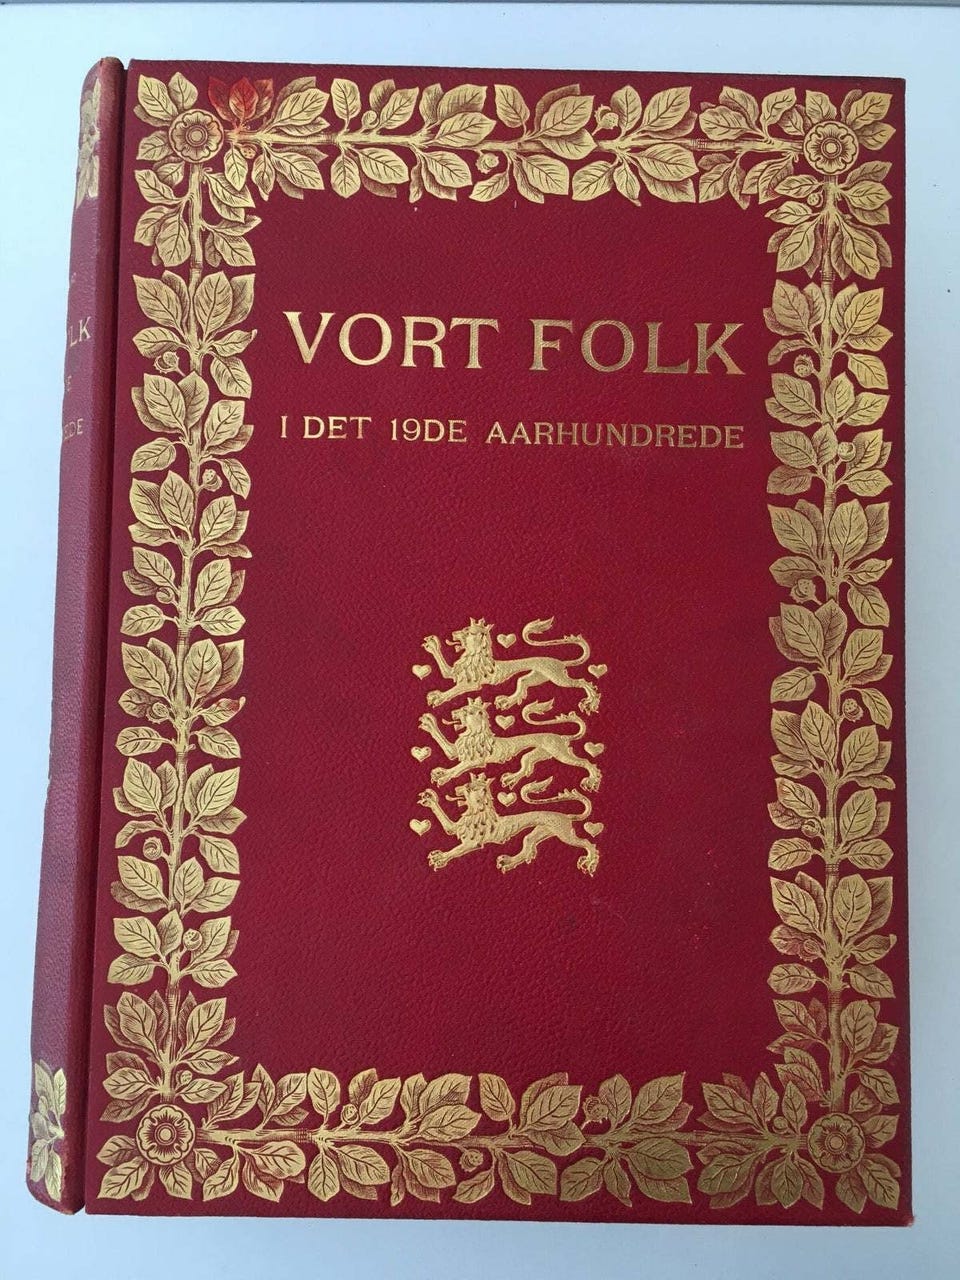 VORT FOLK
I DET 19DE AARHUNDREDE